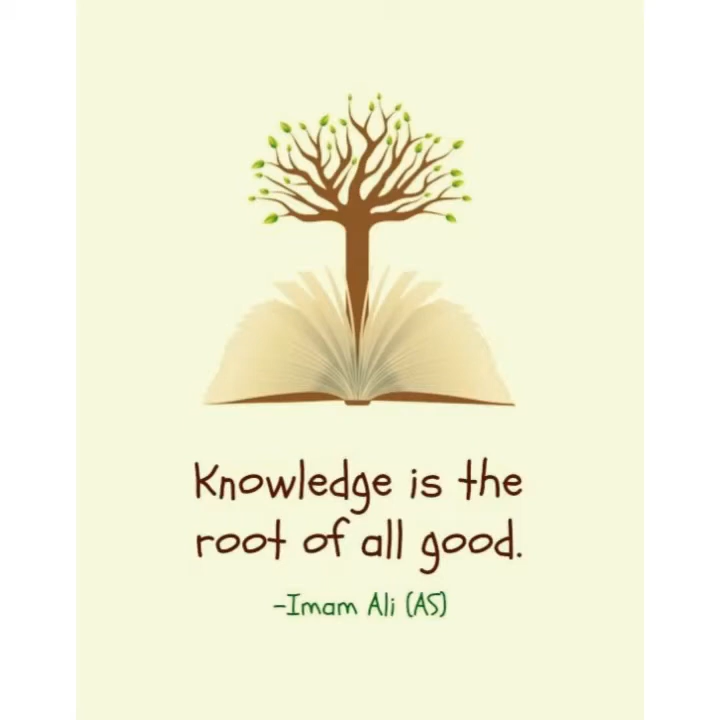 Knowledge is the
root of all good.
-Imam Ali (AS)